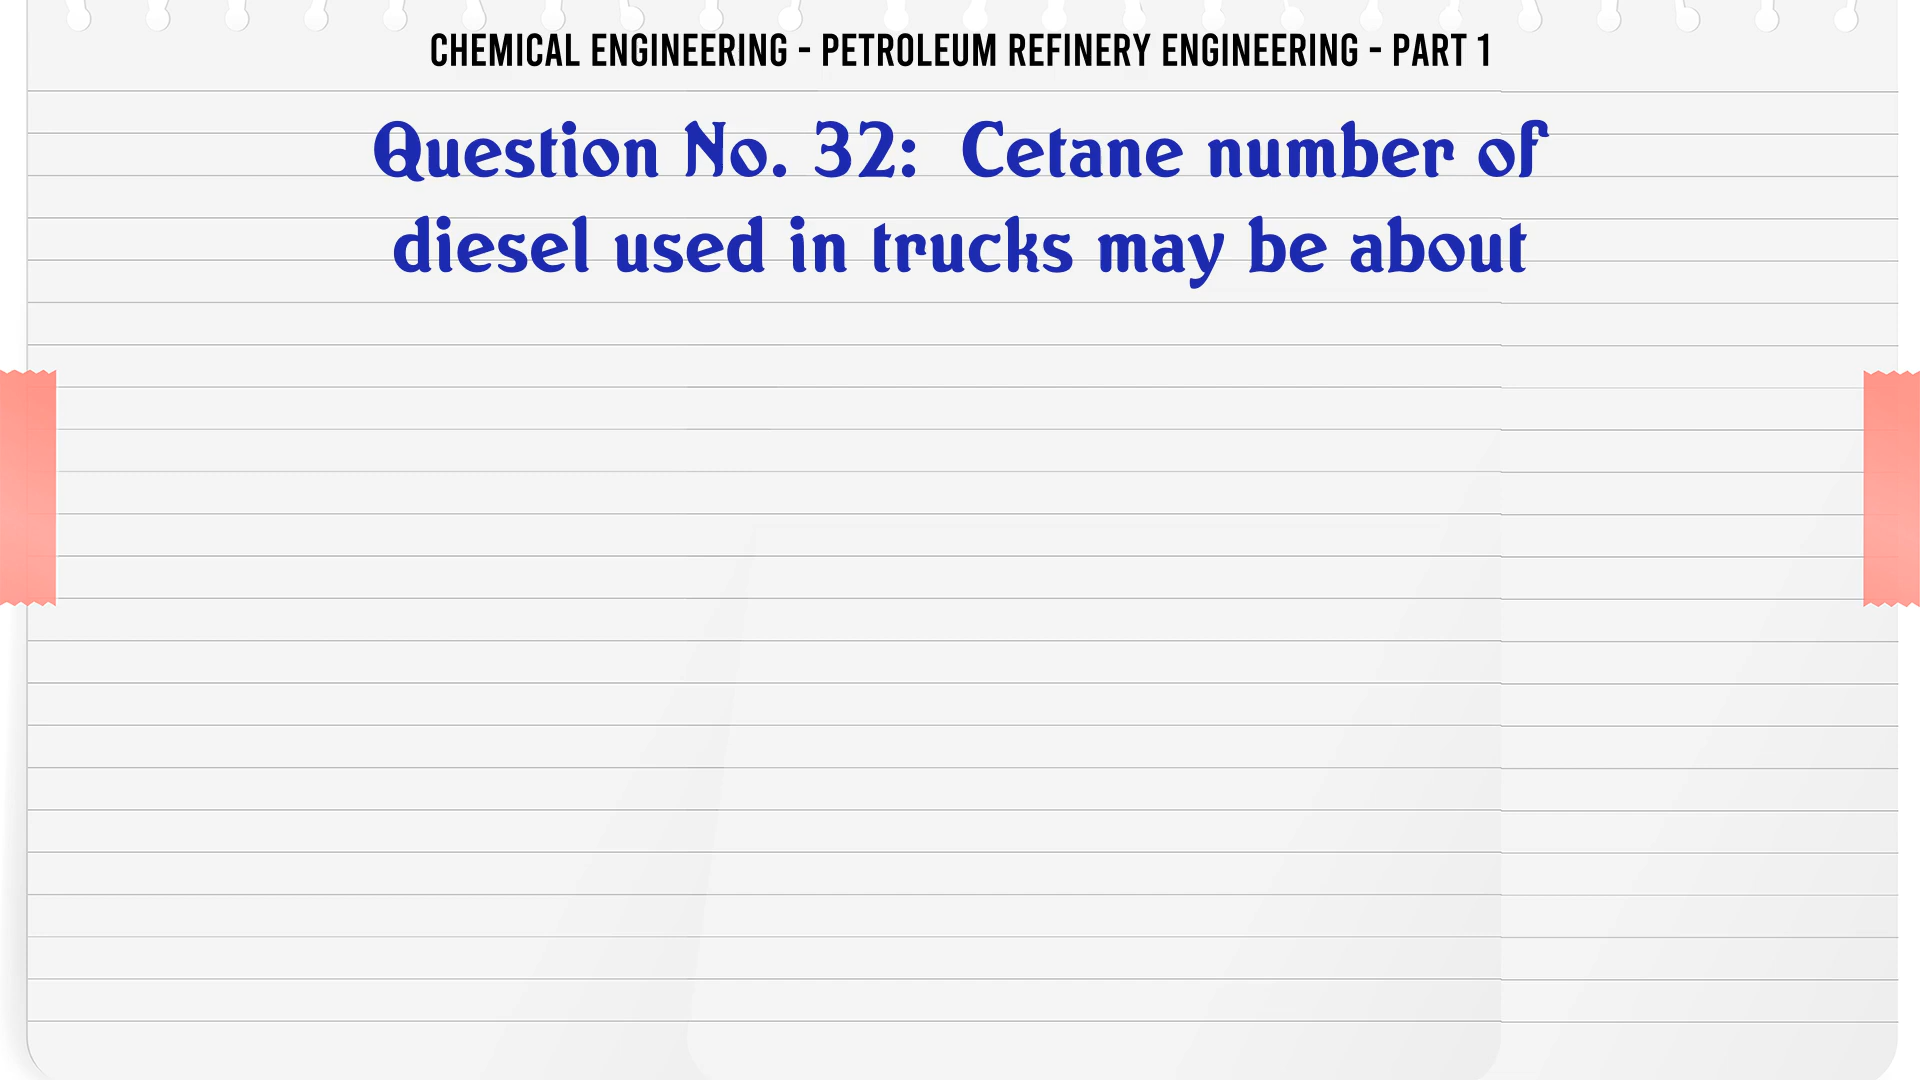 CHEMICAL ENGINEERING - PETROLEUM REFINERY ENGINEERING - PART 1
Question No. 32:  Cetane number of
diesel used in trucks may be about